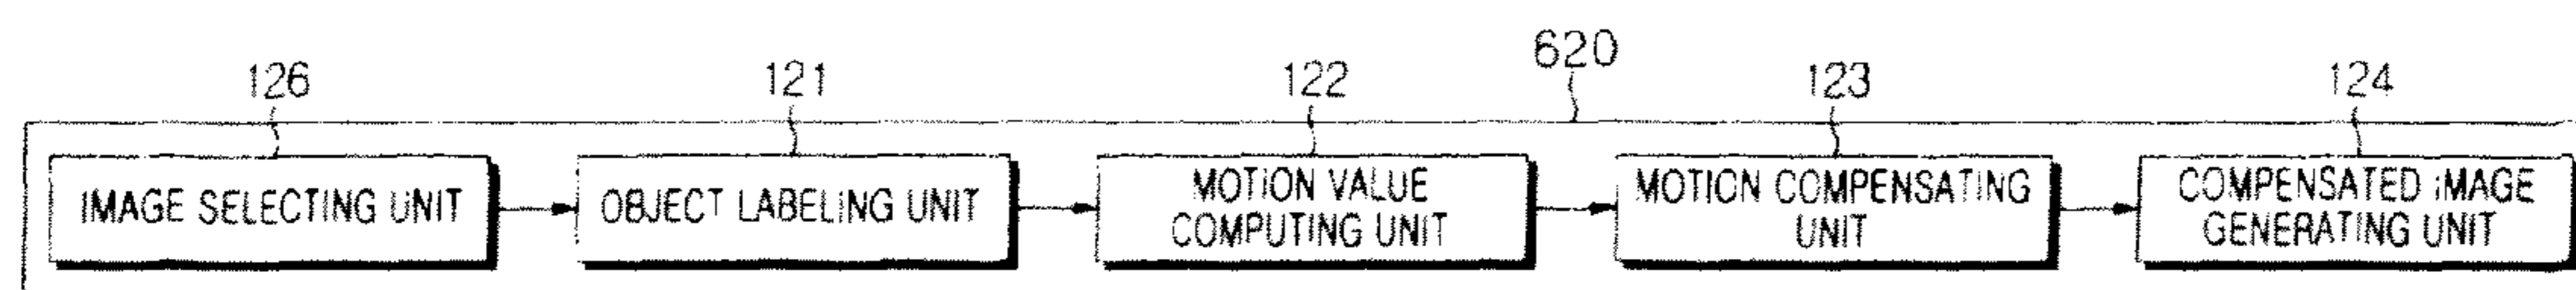 620
126
121
122
123
124
IMAGE SELECTING UNIT
OBJECT LABELING UNIT
MOTION VALUE
COMPUTING UNIT
MOTION COMPENSATING
UNIT
COMPENSATED IMAGE
GENERATING UNIT